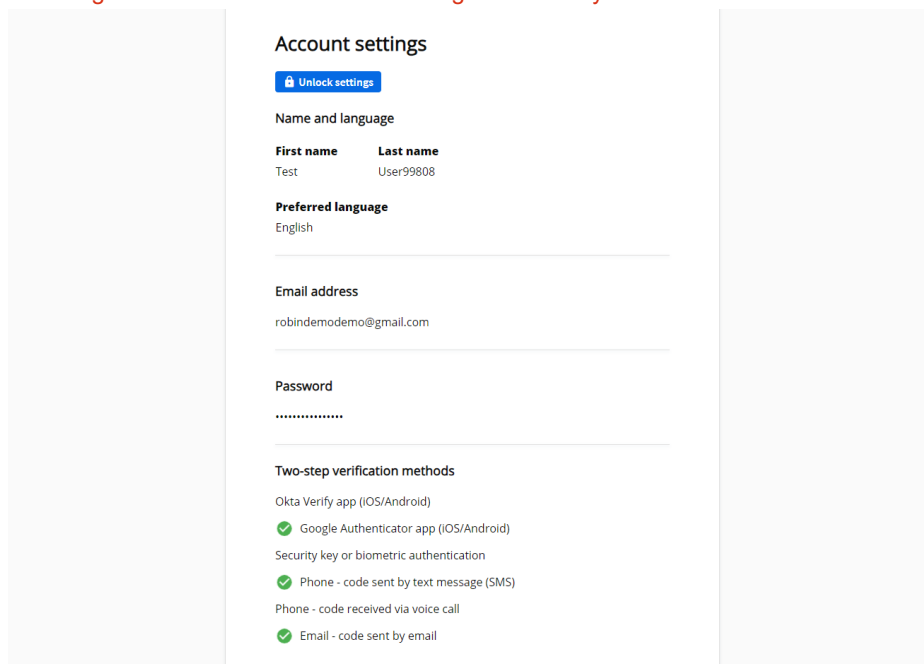 Account settings
Unlock settings
Name and language
First name Last name
Test User99808
Preferred language
English
Email address
robindemodemo@gmail.com
Password
••••••••••••••••
Two-step verification methods
Okta Verify app (iOS/Android)
Google Authenticator app (iOS/Android)
Security key or biometric authentication
Phone - code sent by text message (SMS)
Phone - code received via voice call
Email - code sent by email